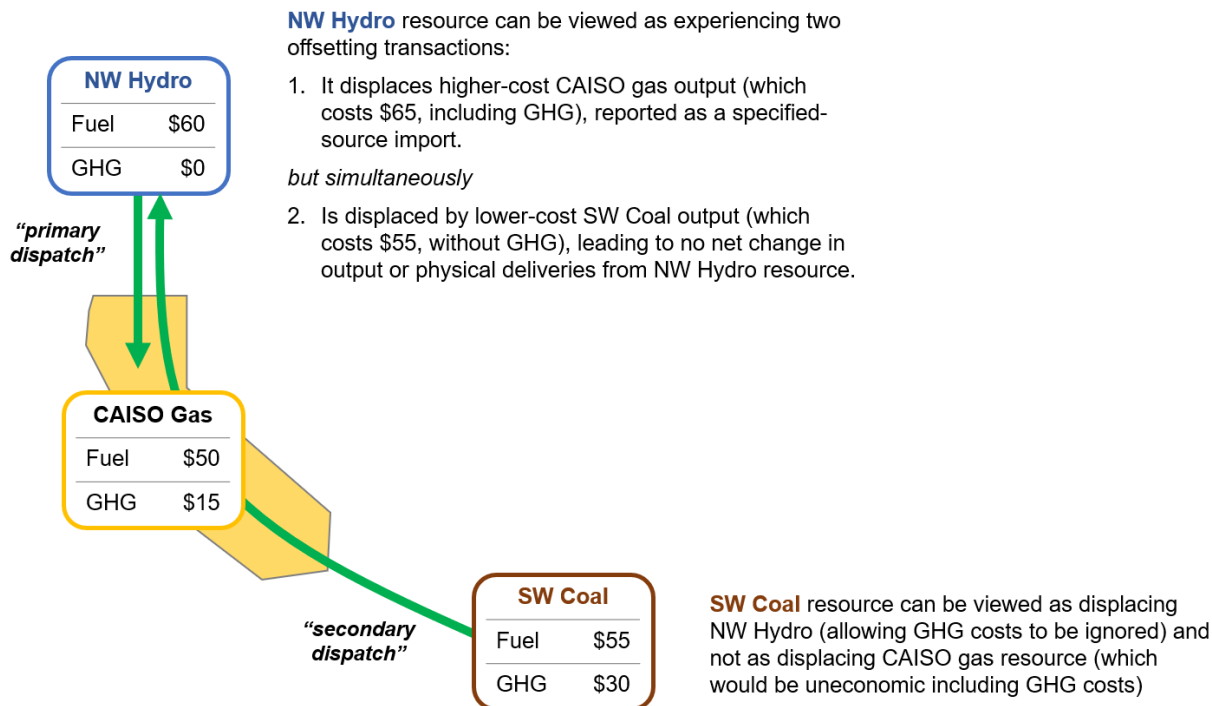 NW Hydro resource can be viewed as experiencing two
offsetting transactions:
1. It displaces higher-cost CAISO gas output (which
costs $65, including GHG), reported as a specified-
source import.
but simultaneously
2. Is displaced by lower-cost SW Coal output (which
costs $55, without GHG), leading to no net change in
output or physical deliveries from NW Hydro resource.
NW Hydro
Fuel $60
GHG $0
“primary
dispatch”
CAISO Gas
Fuel $50
GHG $15
“secondary
dispatch”
SW Coal
Fuel $55
GHG $30
SW Coal resource can be viewed as displacing
NW Hydro (allowing GHG costs to be ignored) and
not as displacing CAISO gas resource (which
would be uneconomic including GHG costs)